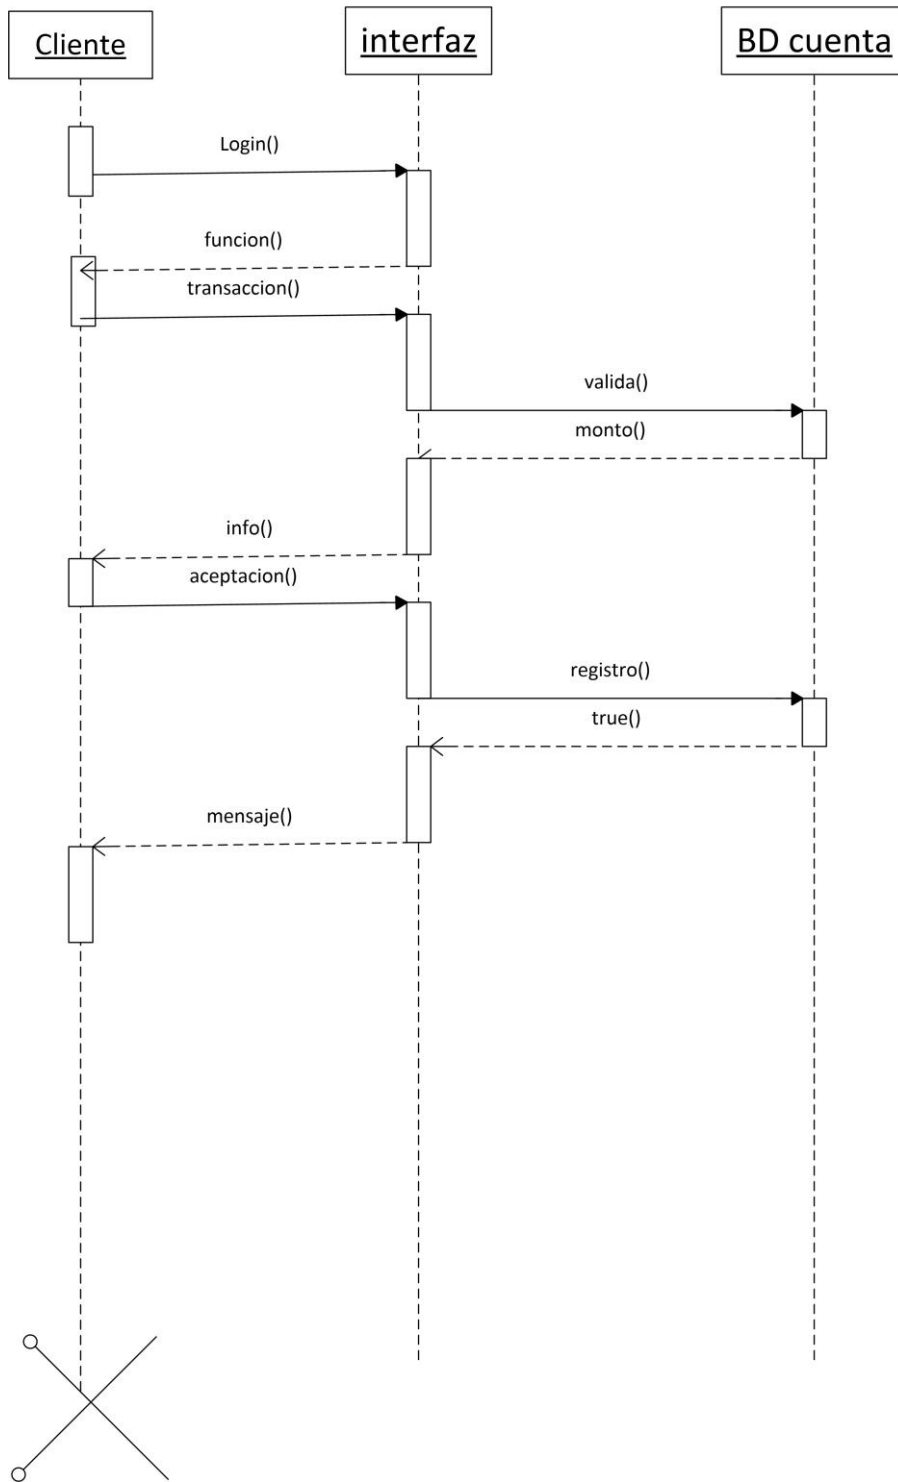 Cliente
interfaz
BD cuenta
Login()
funcion()
transaccion()
valida()
monto()
info()
aceptacion()
registro()
true()
mensaje()